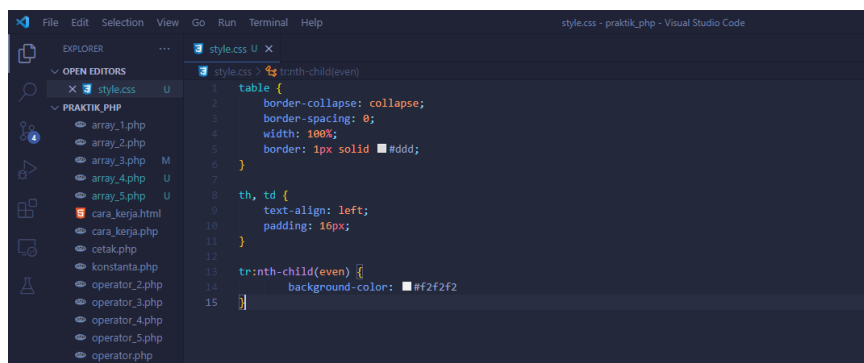 File Edit Selection View Go Run Terminal Help style.css - praktik_php - Visual Studio Code
EXPLORER ...
OPEN EDITORS
style.css U
PRAKTIK_PHP
array_1.php
array_2.php
array_3.php M
array_4.php U
array_5.php U
cara_kerja.html
cara_kerja.php
cetak.php
konstanta.php
operator_2.php
operator_3.php
operator_4.php
operator_5.php
operator.php
4
style.css U
style.css > tr:nth-child(even)
1 table {
2 border-collapse: collapse;
3 border-spacing: 0;
4 width: 100%;
5 border: 1px solid #ddd;
6 }
7
8 th, td {
9 text-align: left;
10 padding: 16px;
11 }
12
13 tr:nth-child(even) {
14 background-color: #f2f2f2
15 }